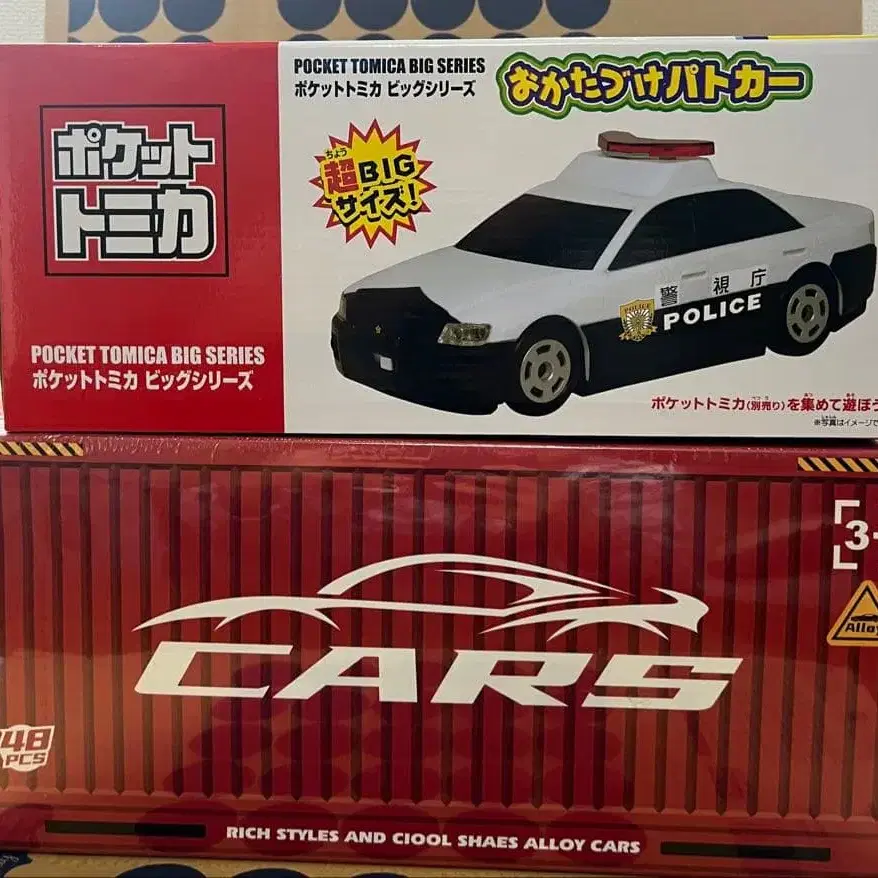 POCKET TOMICA BIG SERIES
ポケットトミカ ビッグシリーズ
おかたづけパトカー
ポケット
トミカ
ちょう
超BIG
サイズ!
警視庁
POLICE
POLICE
POCKET TOMICA BIG SERIES
ポケットトミカ ビッグシリーズ
ポケットトミカ(別売り)を集めて遊ぼう
※写真はイメージで
3
Alloy
CARS
48
PCS
RICH STYLES AND CIOOL SHAES ALLOY CARS